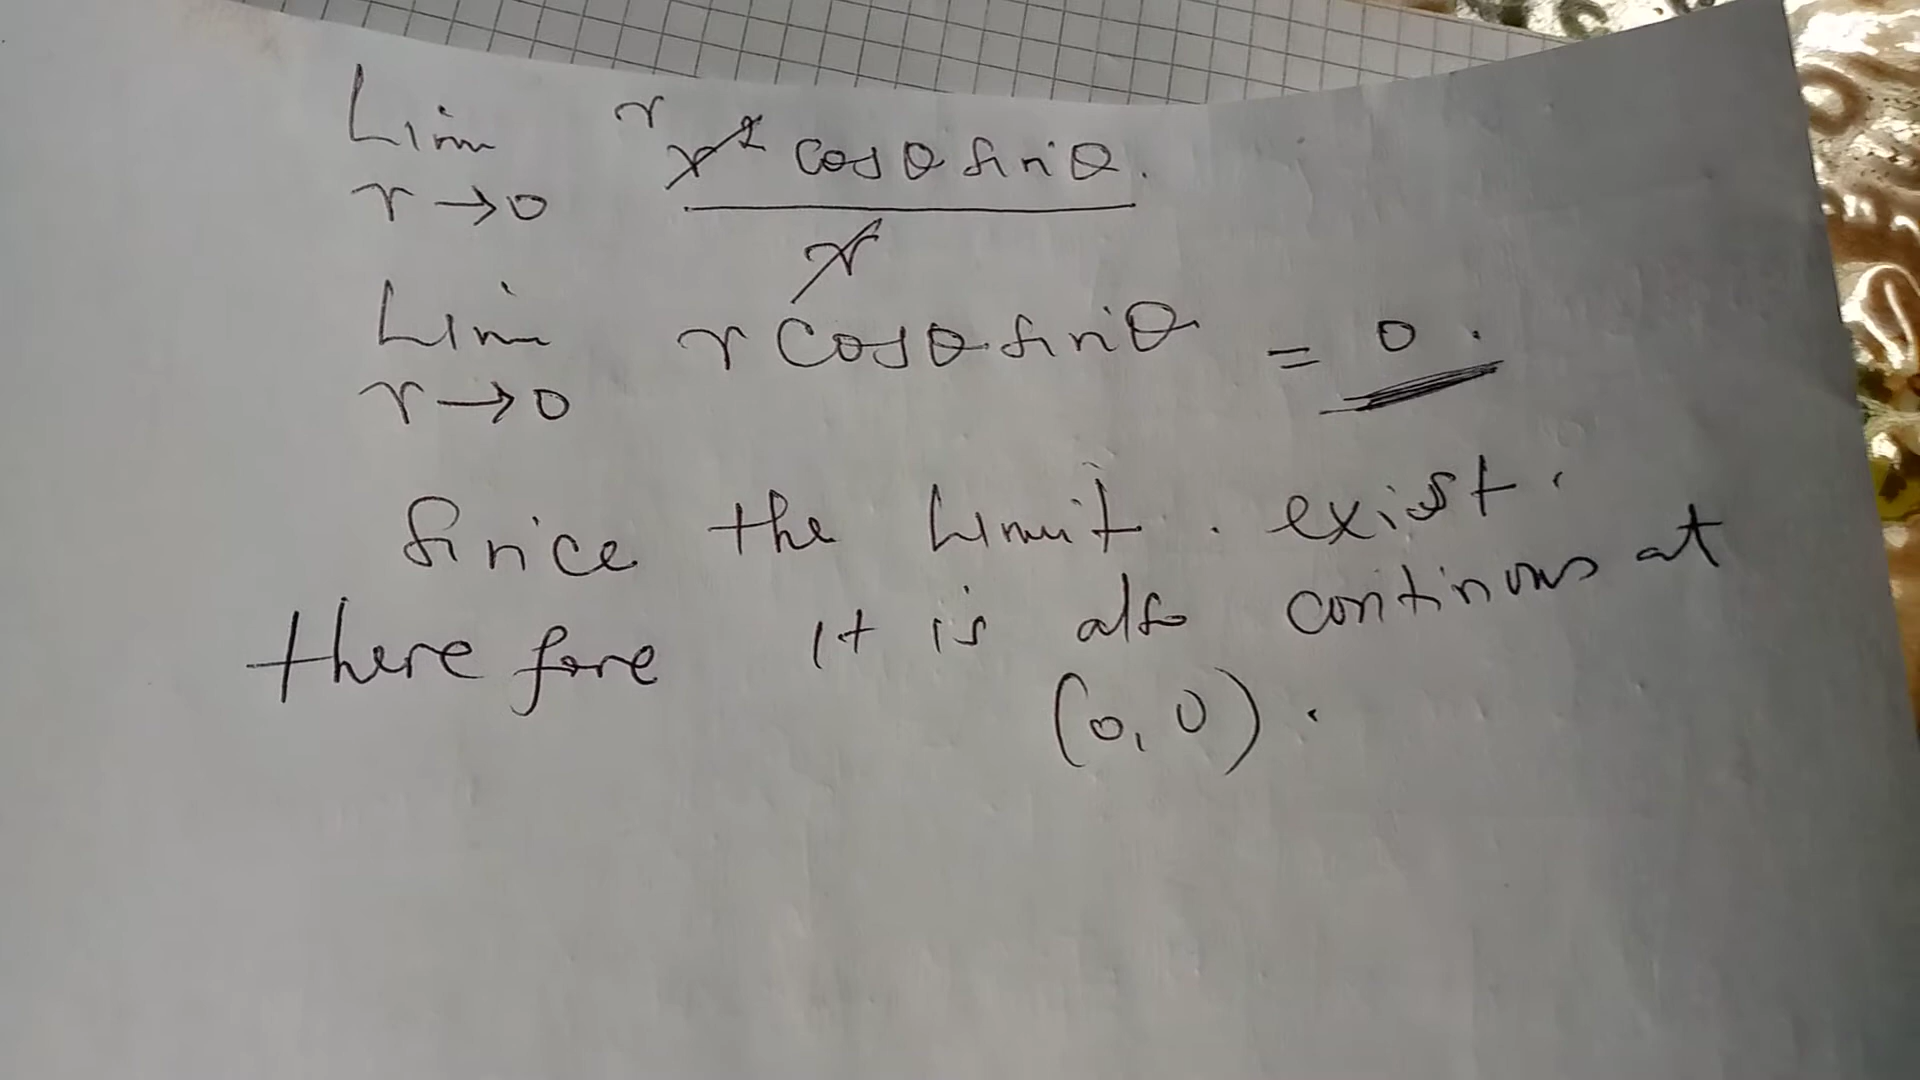 Lim r r² cosθ sinθ.
r→0 r
Lim r cosθ sinθ = 0.
r→0
Since the limit. exist.
therefore it is also continous at
(0, 0).